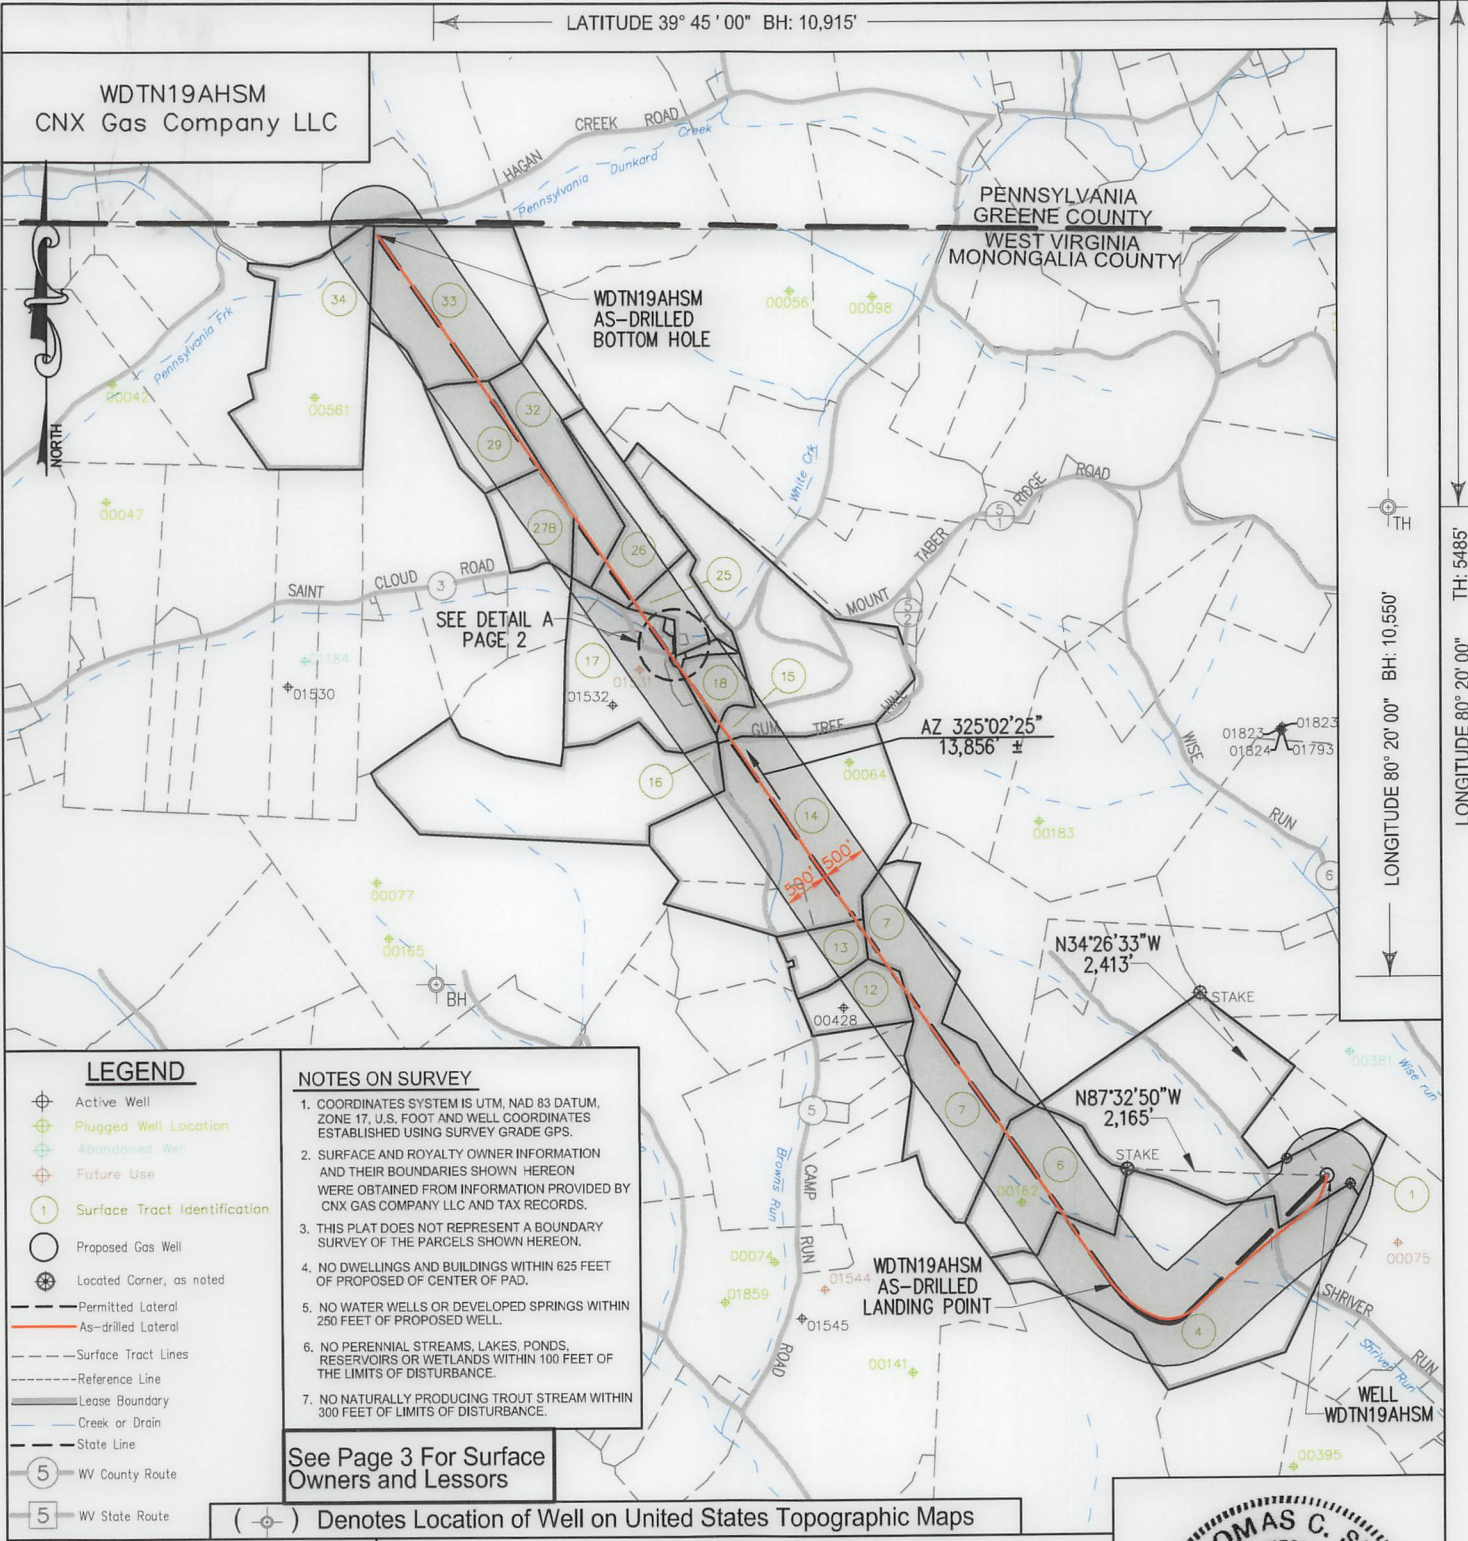 LATITUDE 39° 45 ' 00" BH: 10,915'
WDTN19AHSM
CNX Gas Company LLC
HAGAN CREEK ROAD
Pennsylvania Dunkard Creek
PENNSYLVANIA
GREENE COUNTY
WEST VIRGINIA
MONONGALIA COUNTY
34
33
WDTN19AHSM
AS-DRILLED
BOTTOM HOLE
00056
00098
Pennsylvania Frk
00042
00561
NORTH
32
29
White Crk
MOUNT TABER RIDGE ROAD
5
1
TH
00047
27B
26
25
SAINT CLOUD ROAD
3
5
2
SEE DETAIL A
PAGE 2
17
18
15
01184
01530
01531
01532
GUM TREE HILL
AZ 325°02'25"
13,856' ±
01823
01823
01824
01793
WISE RUN
6
16
00064
14
00183
500'
500'
00077
00165
7
13
12
BH
00428
N34°26'33"W
2,413'
STAKE
00381
Wise run
LONGITUDE 80° 20' 00" BH: 10,550'
LONGITUDE 80° 20' 00" TH: 5485'
N87°32'50"W
2,165'
STAKE
7
6
00162
1
5
CAMP RUN ROAD
Browns Run
00074
01859
01544
01545
00141
WDTN19AHSM
AS-DRILLED
LANDING POINT
4
00075
SHRIVER RUN
Shriver Run
WELL
WDTN19AHSM
00395
LEGEND
Active Well
Plugged Well Location
Abandoned Well
Future Use
1 Surface Tract Identification
Proposed Gas Well
Located Corner, as noted
Permitted Lateral
As-drilled Lateral
Surface Tract Lines
Reference Line
Lease Boundary
Creek or Drain
State Line
5 WV County Route
5 WV State Route
NOTES ON SURVEY
1. COORDINATES SYSTEM IS UTM, NAD 83 DATUM,
ZONE 17, U.S. FOOT AND WELL COORDINATES
ESTABLISHED USING SURVEY GRADE GPS.
2. SURFACE AND ROYALTY OWNER INFORMATION
AND THEIR BOUNDARIES SHOWN HEREON
WERE OBTAINED FROM INFORMATION PROVIDED BY
CNX GAS COMPANY LLC AND TAX RECORDS.
3. THIS PLAT DOES NOT REPRESENT A BOUNDARY
SURVEY OF THE PARCELS SHOWN HEREON.
4. NO DWELLINGS AND BUILDINGS WITHIN 625 FEET
OF PROPOSED OF CENTER OF PAD.
5. NO WATER WELLS OR DEVELOPED SPRINGS WITHIN
250 FEET OF PROPOSED WELL.
6. NO PERENNIAL STREAMS, LAKES, PONDS,
RESERVOIRS OR WETLANDS WITHIN 100 FEET OF
THE LIMITS OF DISTURBANCE.
7. NO NATURALLY PRODUCING TROUT STREAM WITHIN
300 FEET OF LIMITS OF DISTURBANCE.
See Page 3 For Surface
Owners and Lessors
( ) Denotes Location of Well on United States Topographic Maps
C.